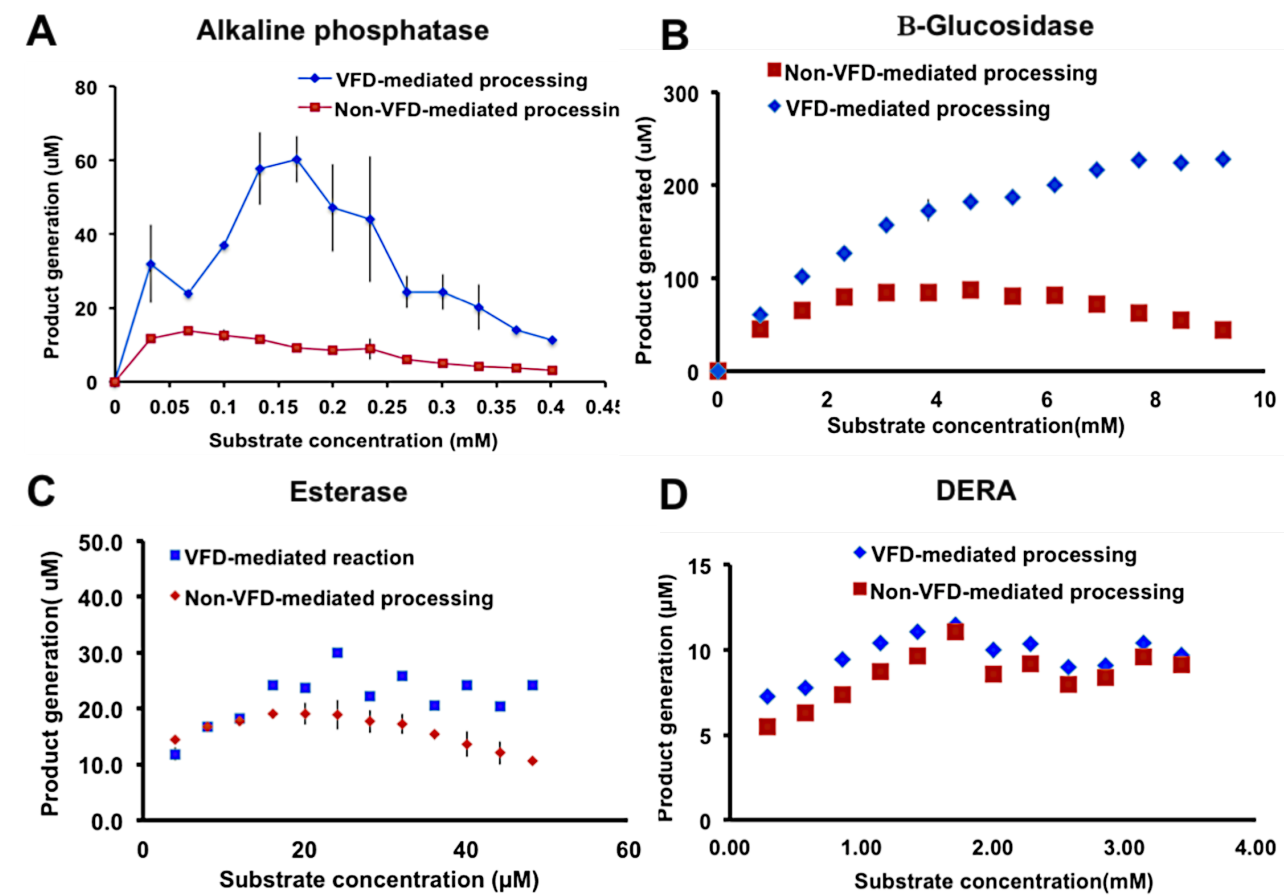 A
Alkaline phosphatase
VFD-mediated processing
Non-VFD-mediated processin
Product generation (uM)
80
60
40
20
0
0 0.05 0.1 0.15 0.2 0.25 0.3 0.35 0.4 0.45
Substrate concentration (mM)
B
B-Glucosidase
Non-VFD-mediated processing
VFD-mediated processing
Product generated (uM)
300
200
100
0
0 2 4 6 8 10
Substrate concentration(mM)
C
Esterase
VFD-mediated reaction
Non-VFD-mediated processing
Product generation( uM)
50.0
40.0
30.0
20.0
10.0
0.0
0 20 40 60
Substrate concentration (µM)
D
DERA
VFD-mediated processing
Non-VFD-mediated processing
Product generation (µM)
15
10
5
0
0.00 1.00 2.00 3.00 4.00
Substrate concentration(mM)